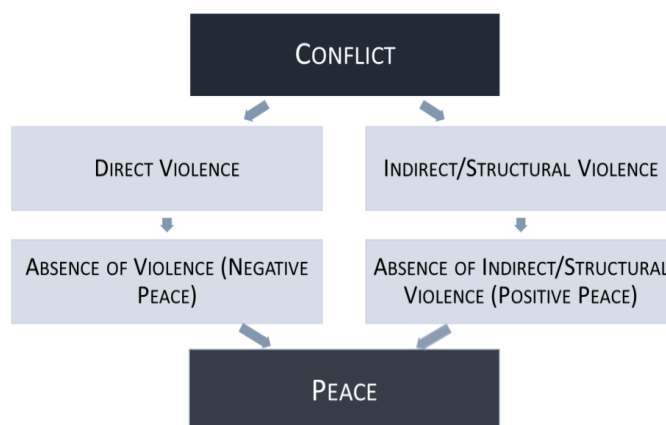 CONFLICT
DIRECT VIOLENCE
INDIRECT/STRUCTURAL VIOLENCE
ABSENCE OF VIOLENCE (NEGATIVE
PEACE)
ABSENCE OF INDIRECT/STRUCTURAL
VIOLENCE (POSITIVE PEACE)
PEACE